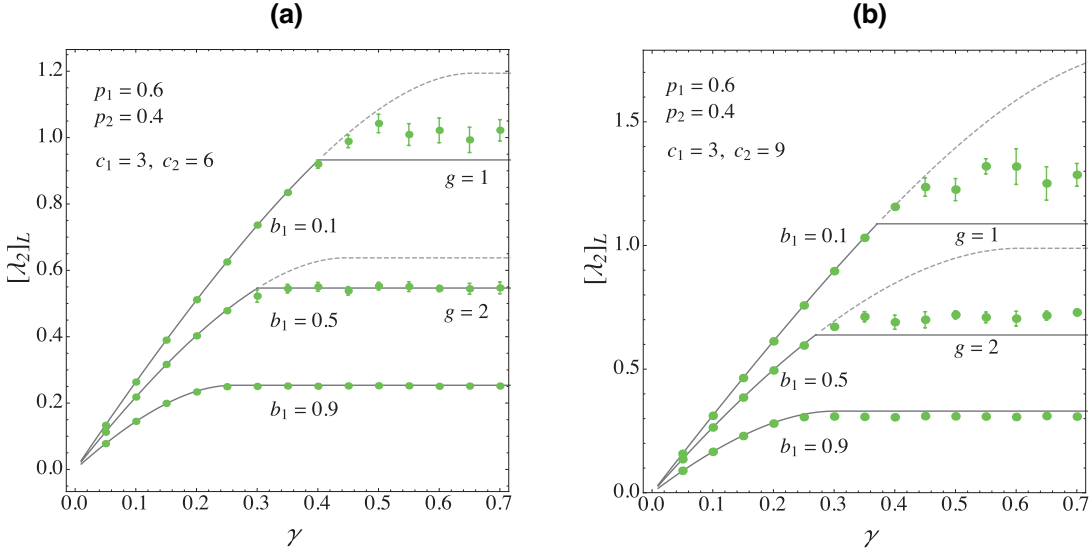 (a)
1.2
1.0
0.8
0.6
0.4
0.2
0.0
[λ₂]L
p₁ = 0.6
p₂ = 0.4
c₁ = 3, c₂ = 6
g = 1
b₁ = 0.1
b₁ = 0.5
g = 2
b₁ = 0.9
0.0 0.1 0.2 0.3 0.4 0.5 0.6 0.7
γ
(b)
1.5
1.0
0.5
0.0
[λ₂]L
p₁ = 0.6
p₂ = 0.4
c₁ = 3, c₂ = 9
b₁ = 0.1
g = 1
g = 2
b₁ = 0.5
b₁ = 0.9
0.0 0.1 0.2 0.3 0.4 0.5 0.6 0.7
γ